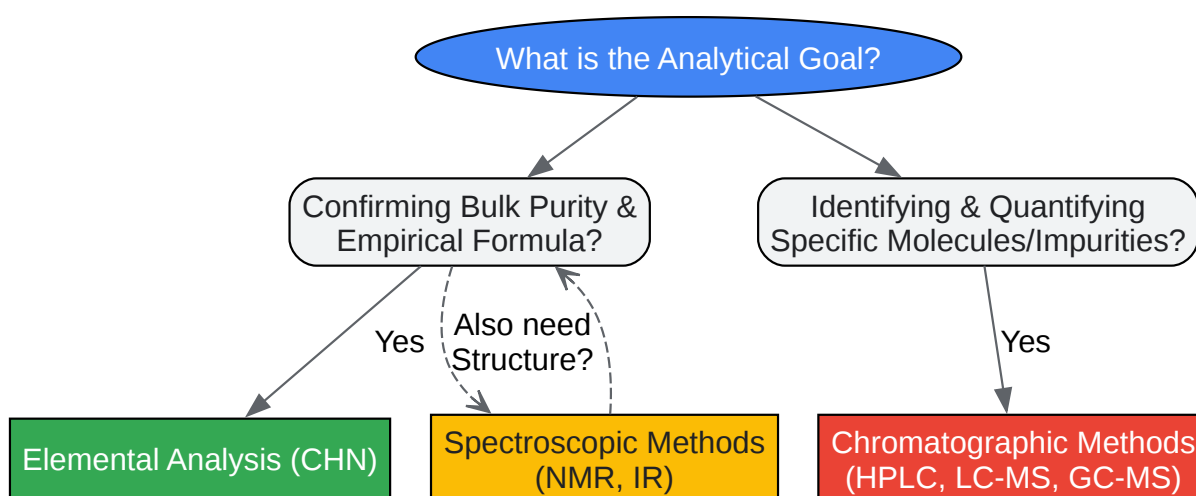 What is the Analytical Goal?
Confirming Bulk Purity &
Empirical Formula?
Identifying & Quantifying
Specific Molecules/Impurities?
Yes
Also need
Structure?
Yes
Elemental Analysis (CHN)
Spectroscopic Methods
(NMR, IR)
Chromatographic Methods
(HPLC, LC-MS, GC-MS)